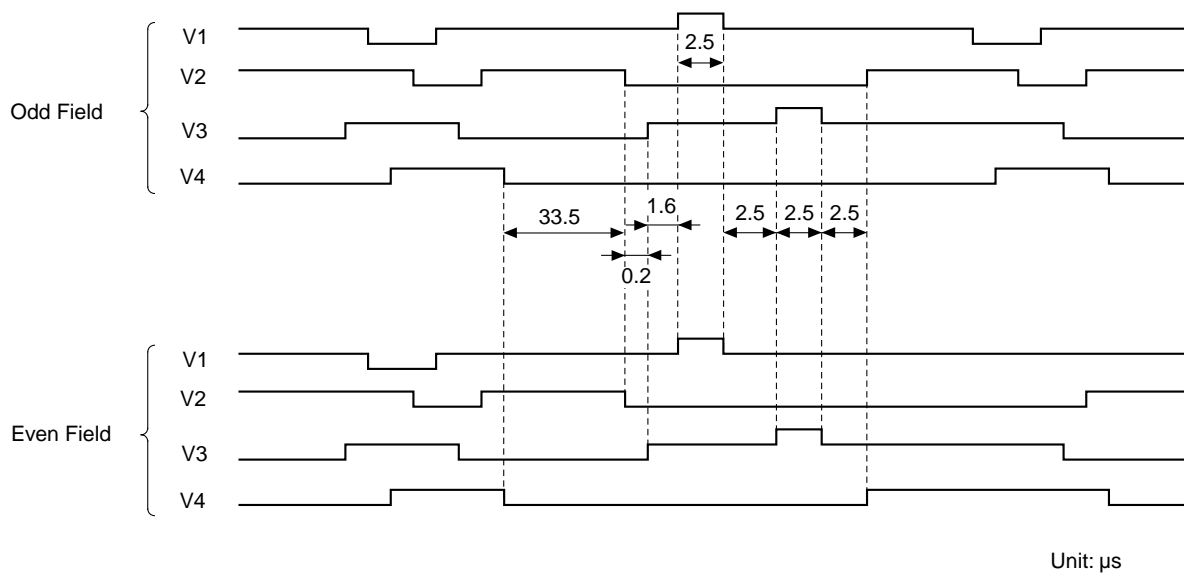 V1
2.5
V2
Odd Field
V3
V4
33.5
1.6
2.5 2.5 2.5
0.2
V1
V2
Even Field
V3
V4
Unit: µs